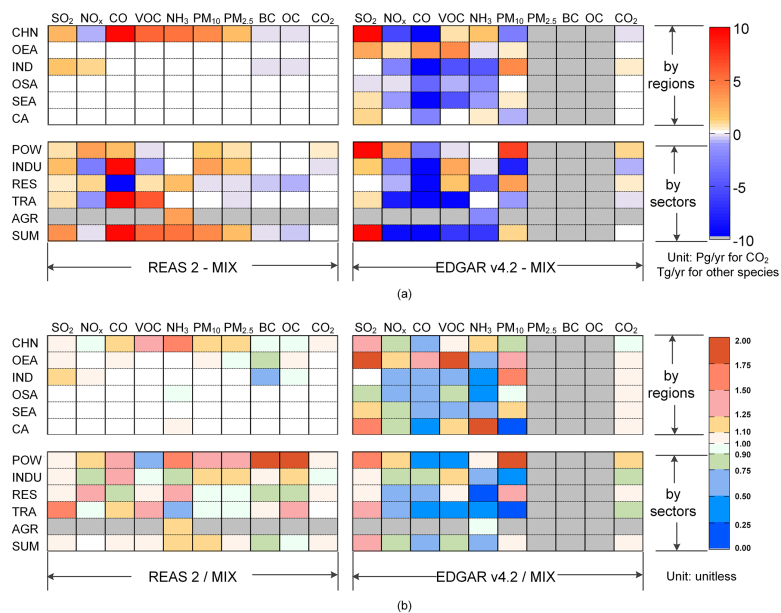 SO2 NOx CO VOC NH3 PM10 PM2.5 BC OC CO2 SO2 NOx CO VOC NH3 PM10 PM2.5 BC OC CO2
CHN
OEA
IND
OSA
SEA
CA
by
regions
POW
INDU
RES
TRA
AGR
SUM
by
sectors
10
5
0
-5
-10
REAS 2 - MIX
EDGAR v4.2 - MIX
Unit: Pg/yr for CO2
Tg/yr for other species
(a)
SO2 NOx CO VOC NH3 PM10 PM2.5 BC OC CO2 SO2 NOx CO VOC NH3 PM10 PM2.5 BC OC CO2
CHN
OEA
IND
OSA
SEA
CA
by
regions
POW
INDU
RES
TRA
AGR
SUM
by
sectors
2.00
1.75
1.50
1.25
1.10
1.00
0.90
0.75
0.50
0.25
0.00
REAS 2 / MIX
EDGAR v4.2 / MIX
Unit: unitless
(b)